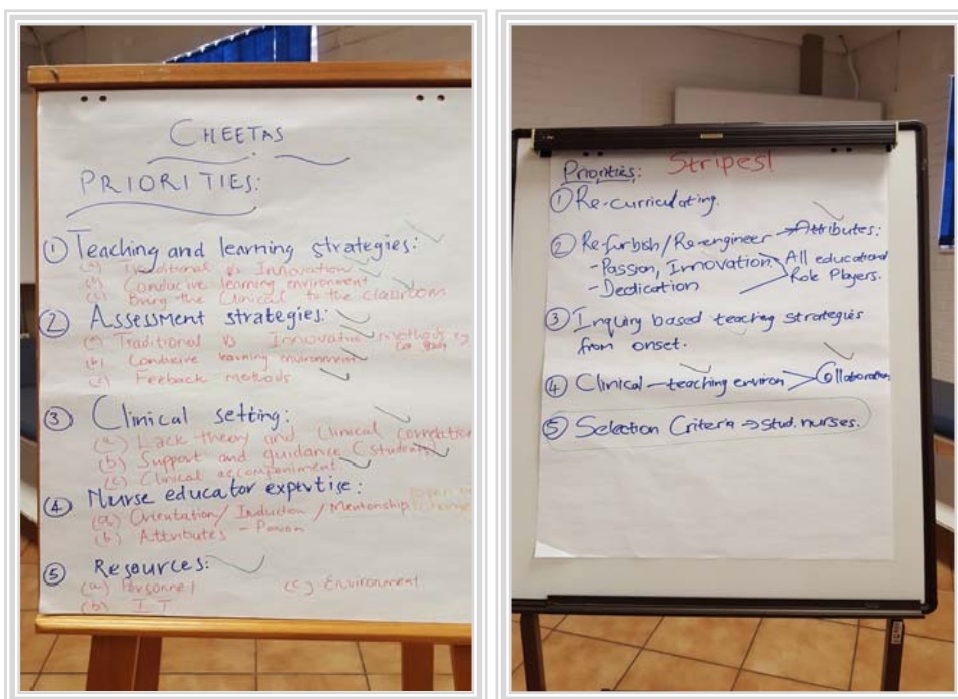 CHEETAS
PRIORITIES:
① Teaching and learning strategies:
(a) Traditional vs Innovation
(b) Conducive learning environment
(c) Bring the Clinical to the classroom
② Assessment strategies:
(a) Traditional vs Innovative methods eg
(b) Conducive learning environment
(c) Feeback methods
③ Clinical setting:
(a) Lack theory and Clinical correlation
(b) Support and guidance (students)
(c) Clinical accompaniment
④ Nurse educator expertise:
(a) Orientation/Induction/Mentorship
(b) Attributes - Passion
⑤ Resources:
(a) Personnel (c) Environment
(b) IT
Priorities: Stripes!
① Re-curriculating.
② Refurbish/Re-engineer → Attributes:
- Passion, Innovation All educational
- Dedication Role Players.
③ Inquiry based teaching strategies
from onset.
④ Clinical - teaching environ > Collaboration
⑤ Selection Criteria → stud. nurses.